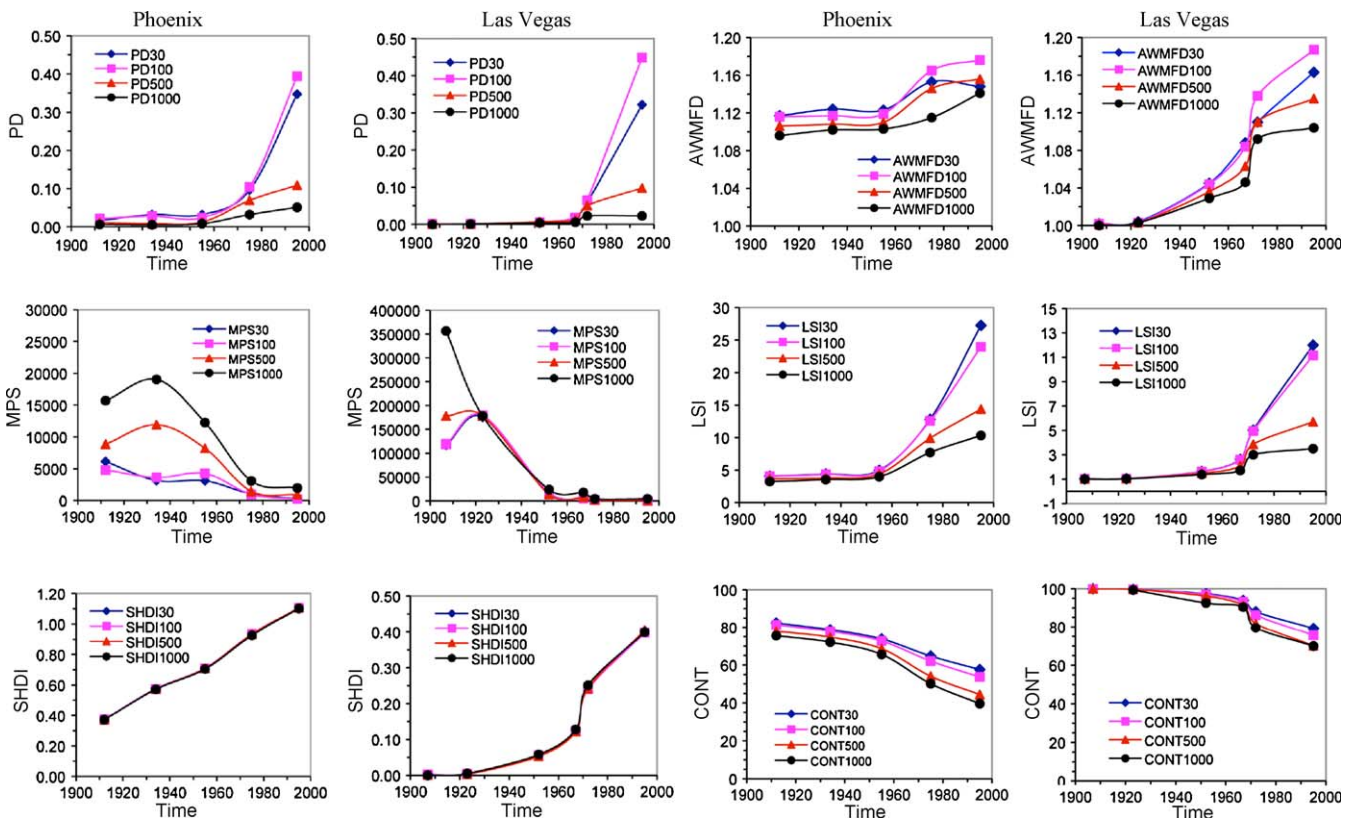 Phoenix
Las Vegas
Phoenix
Las Vegas
PD
0.50
0.40
0.30
0.20
0.10
0.00
PD30
PD100
PD500
PD1000
1900 1920 1940 1960 1980 2000
Time
PD
0.50
0.40
0.30
0.20
0.10
0.00
PD30
PD100
PD500
PD1000
1900 1920 1940 1960 1980 2000
Time
AWMFD
1.20
1.16
1.12
1.08
1.04
1.00
AWMFD30
AWMFD100
AWMFD500
AWMFD1000
1900 1920 1940 1960 1980 2000
Time
AWMFD
1.20
1.16
1.12
1.08
1.04
1.00
AWMFD30
AWMFD100
AWMFD500
AWMFD1000
1900 1920 1940 1960 1980 2000
Time
MPS
30000
25000
20000
15000
10000
5000
0
MPS30
MPS100
MPS500
MPS1000
1900 1920 1940 1960 1980 2000
Time
MPS
400000
350000
300000
250000
200000
150000
100000
50000
0
MPS30
MPS100
MPS500
MPS1000
1900 1920 1940 1960 1980 2000
Time
LSI
30
25
20
15
10
5
0
LSI30
LSI100
LSI500
LSI1000
1900 1920 1940 1960 1980 2000
Time
LSI
15
13
11
9
7
5
3
1
-1
LSI30
LSI100
LSI500
LSI1000
1900 1920 1940 1960 1980 2000
Time
SHDI
1.20
1.00
0.80
0.60
0.40
0.20
0.00
SHDI30
SHDI100
SHDI500
SHDI1000
1900 1920 1940 1960 1980 2000
Time
SHDI
0.50
0.40
0.30
0.20
0.10
0.00
SHDI30
SHDI100
SHDI500
SHDI1000
1900 1920 1940 1960 1980 2000
Time
CONT
100
80
60
40
20
0
CONT30
CONT100
CONT500
CONT1000
1900 1920 1940 1960 1980 2000
Time
CONT
100
80
60
40
20
0
CONT30
CONT100
CONT500
CONT1000
1900 1920 1940 1960 1980 2000
Time